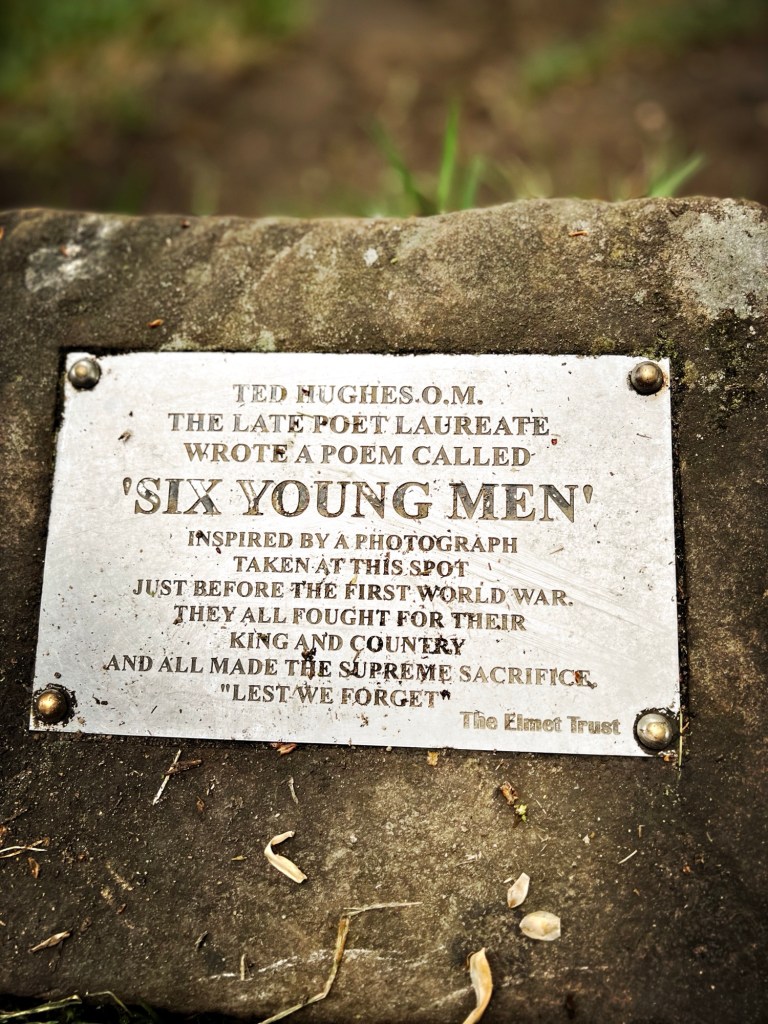 TED HUGHES.O.M.
THE LATE POET LAUREATE
WROTE A POEM CALLED
'SIX YOUNG MEN'
INSPIRED BY A PHOTOGRAPH
TAKEN AT THIS SPOT
JUST BEFORE THE FIRST WORLD WAR.
THEY ALL FOUGHT FOR THEIR
KING AND COUNTRY
AND ALL MADE THE SUPREME SACRIFICE,
"LEST WE FORGET"
The Elmet Trust